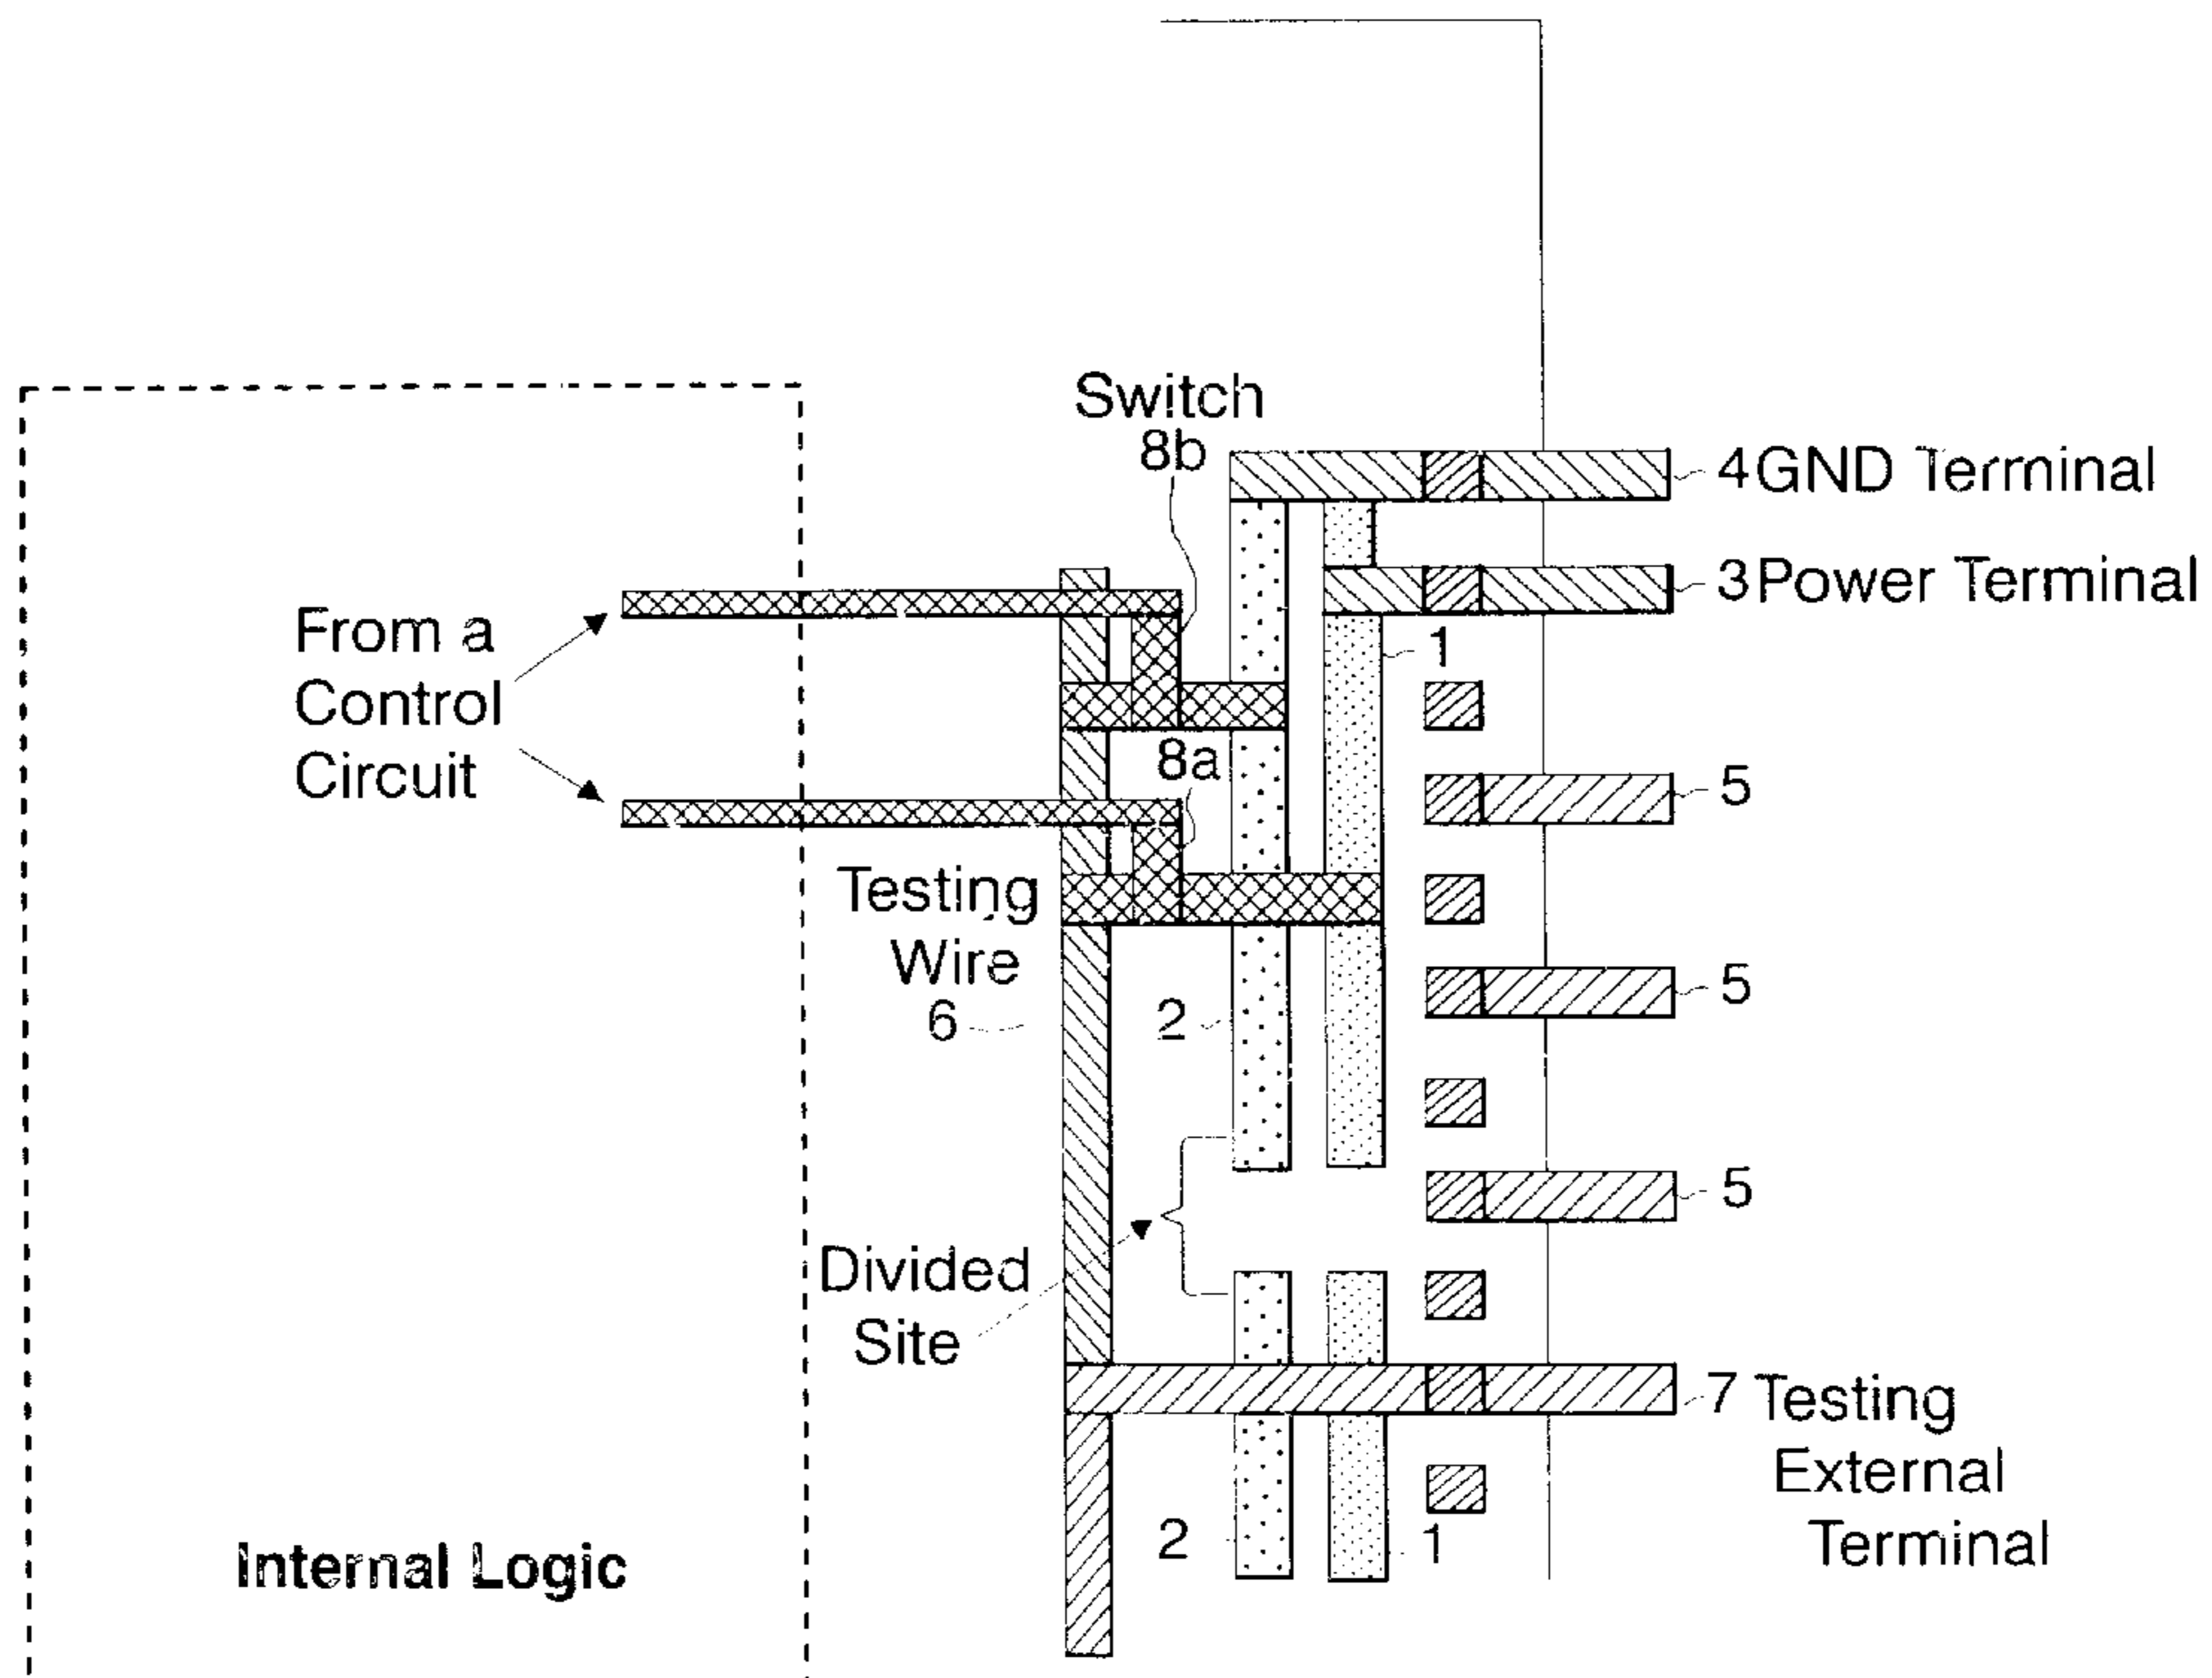 Switch
8b
4 GND Terminal
3 Power Terminal
From a
Control
Circuit
1
8a
5
Testing
Wire
6
2
5
5
Divided
Site
7 Testing
External
Terminal
2
1
Internal Logic